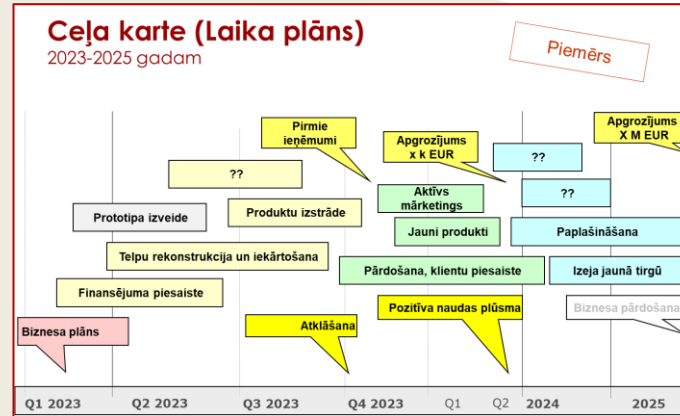 Ceļa karte (Laika plāns)
2023-2025 gadam
Piemērs
Pirmie
ieņēmumi
Apgrozījums
x k EUR
Apgrozījums
X M EUR
??
??
??
Aktīvs
mārketings
Prototipa izveide
Produktu izstrāde
Jauni produkti
Paplašināšana
Telpu rekonstrukcija un iekārtošana
Pārdošana, klientu piesaiste
Izeja jaunā tirgū
Finansējuma piesaiste
Biznesa plāns
Atklāšana
Pozitīva naudas plūsma
Biznesa pārdošana
Q1 2023 Q2 2023 Q3 2023 Q4 2023 Q1 Q2 2024 2025